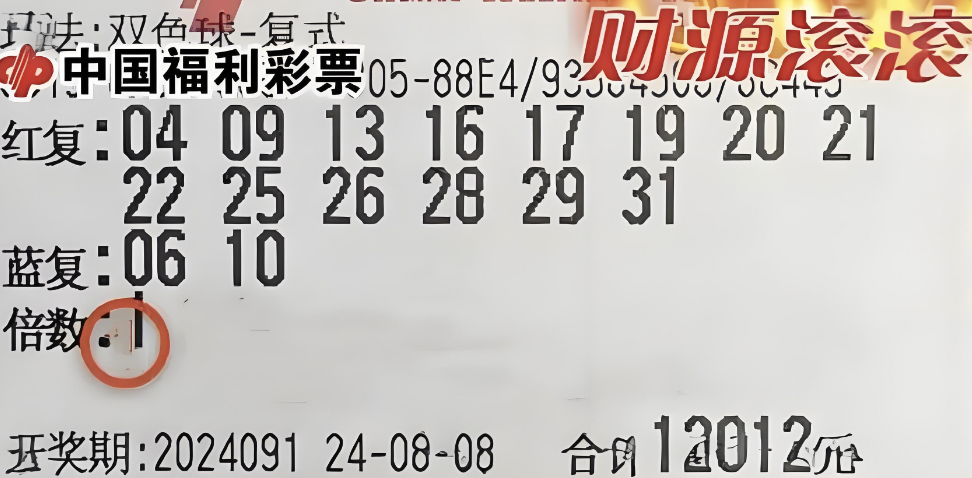 玩法:双色球-复式
财源滚滚
中国福利彩票
05-88E4/93
红复:04 09 13 16 17 19 20 21
22 25 26 28 29 31
蓝复:06 10
倍数:1
开奖期:2024091 24-08-08 合计12012元